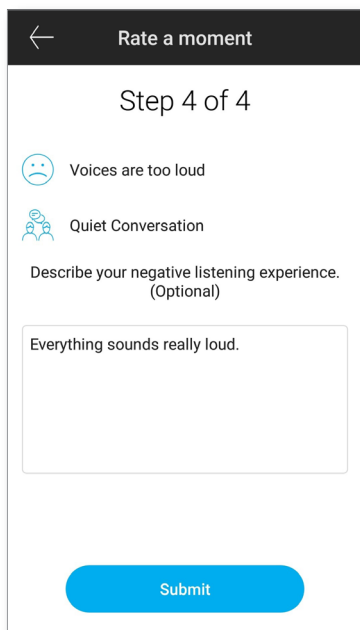 Rate a moment
Step 4 of 4
Voices are too loud
Quiet Conversation
Describe your negative listening experience.
(Optional)
Everything sounds really loud.
Submit